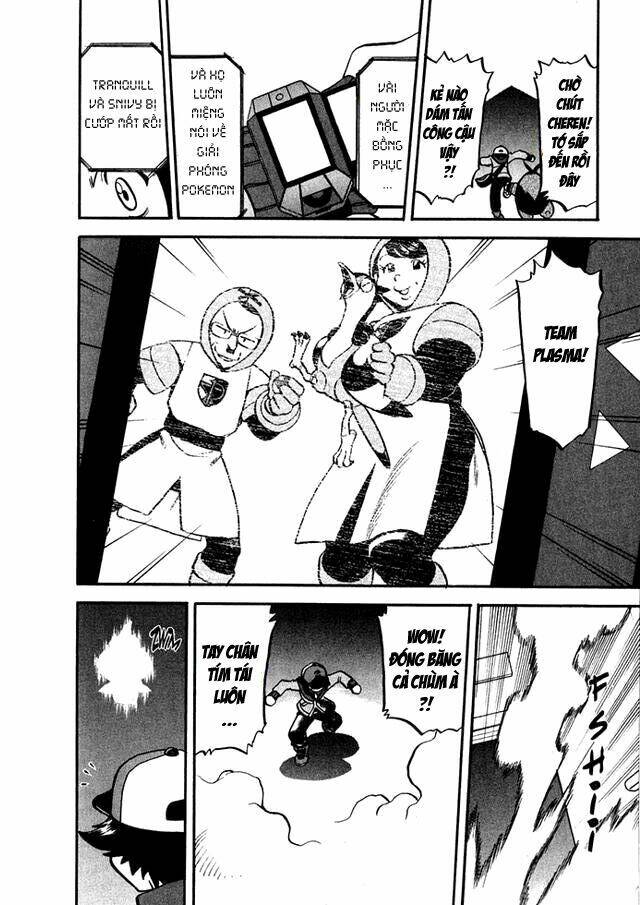 CHỜ
CHÚT
CHEREN!
TỚ SẮP
ĐẾN RỒI
ĐÂY
KẺ NÀO
DÁM TẤN
CÔNG CẬU
VẬY
?!
VÀI
NGƯỜI
MẶC
ĐỒNG
PHỤC
...
VÀ HỌ
LUÔN
MIỆNG
NÓI VỀ
GIẢI
PHÓNG
POKEMON
TRANQUILL
VÀ SNIVY BỊ
CƯỚP MẤT RỒI
TEAM
PLASMA!
FSH...
WOW!
ĐÓNG BĂNG
CẢ CHÙM À
?!
TAY CHÂN
TÍM TÁI
LUÔN
...